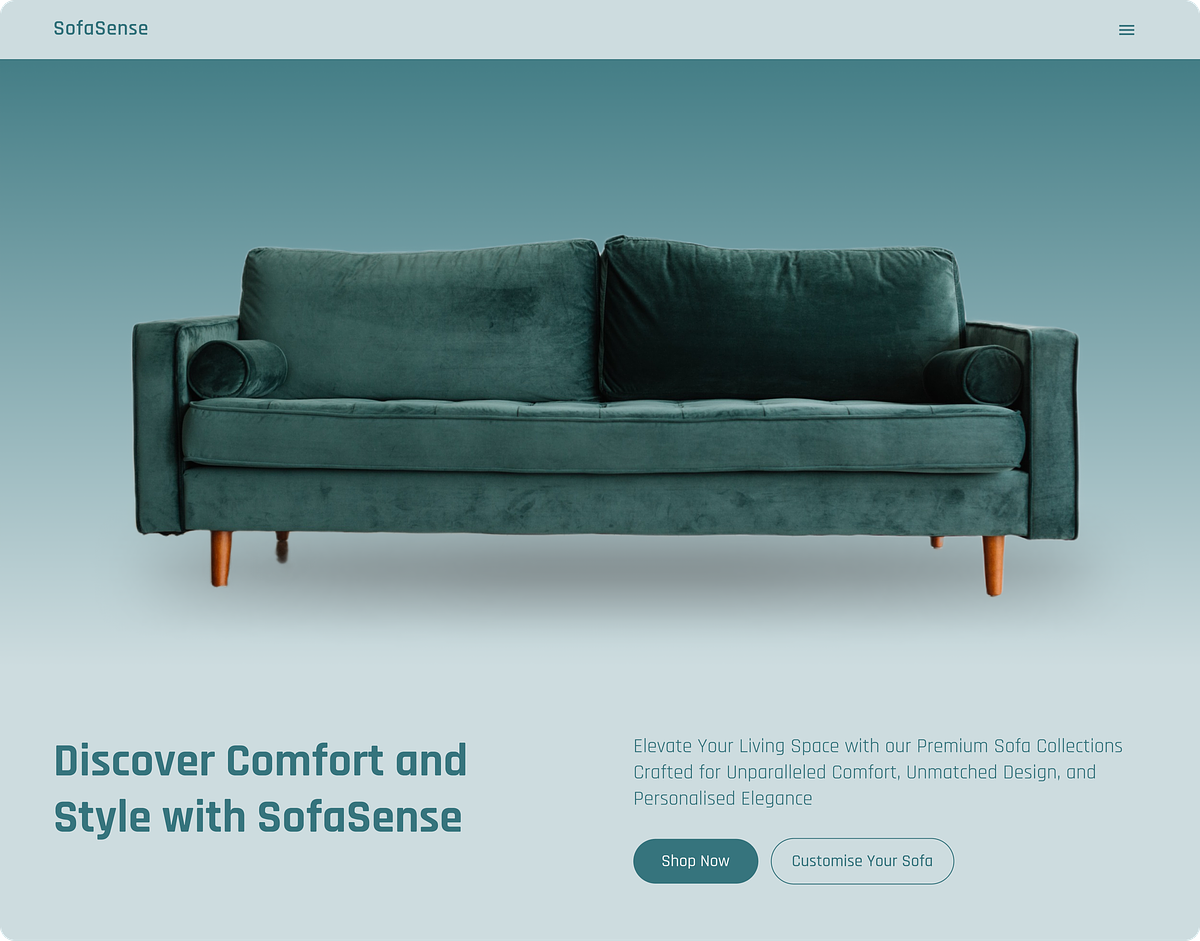 SofaSense
Discover Comfort and
Style with SofaSense
Elevate Your Living Space with our Premium Sofa Collections
Crafted for Unparalleled Comfort, Unmatched Design, and
Personalised Elegance
Shop Now
Customise Your Sofa